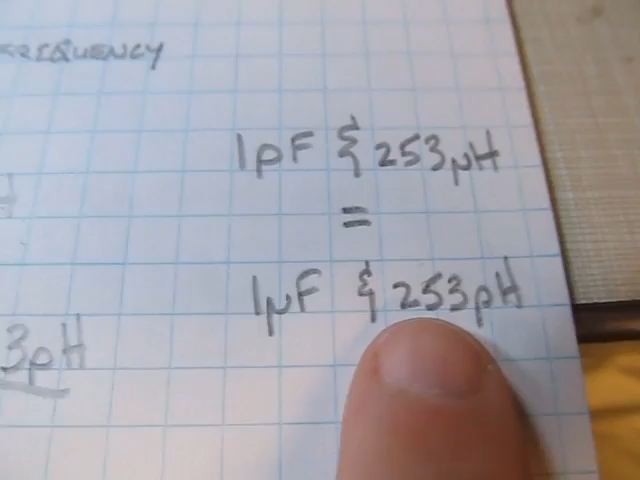 FREQUENCY
1pF & 253µH
=
1µF & 253pH
3pH